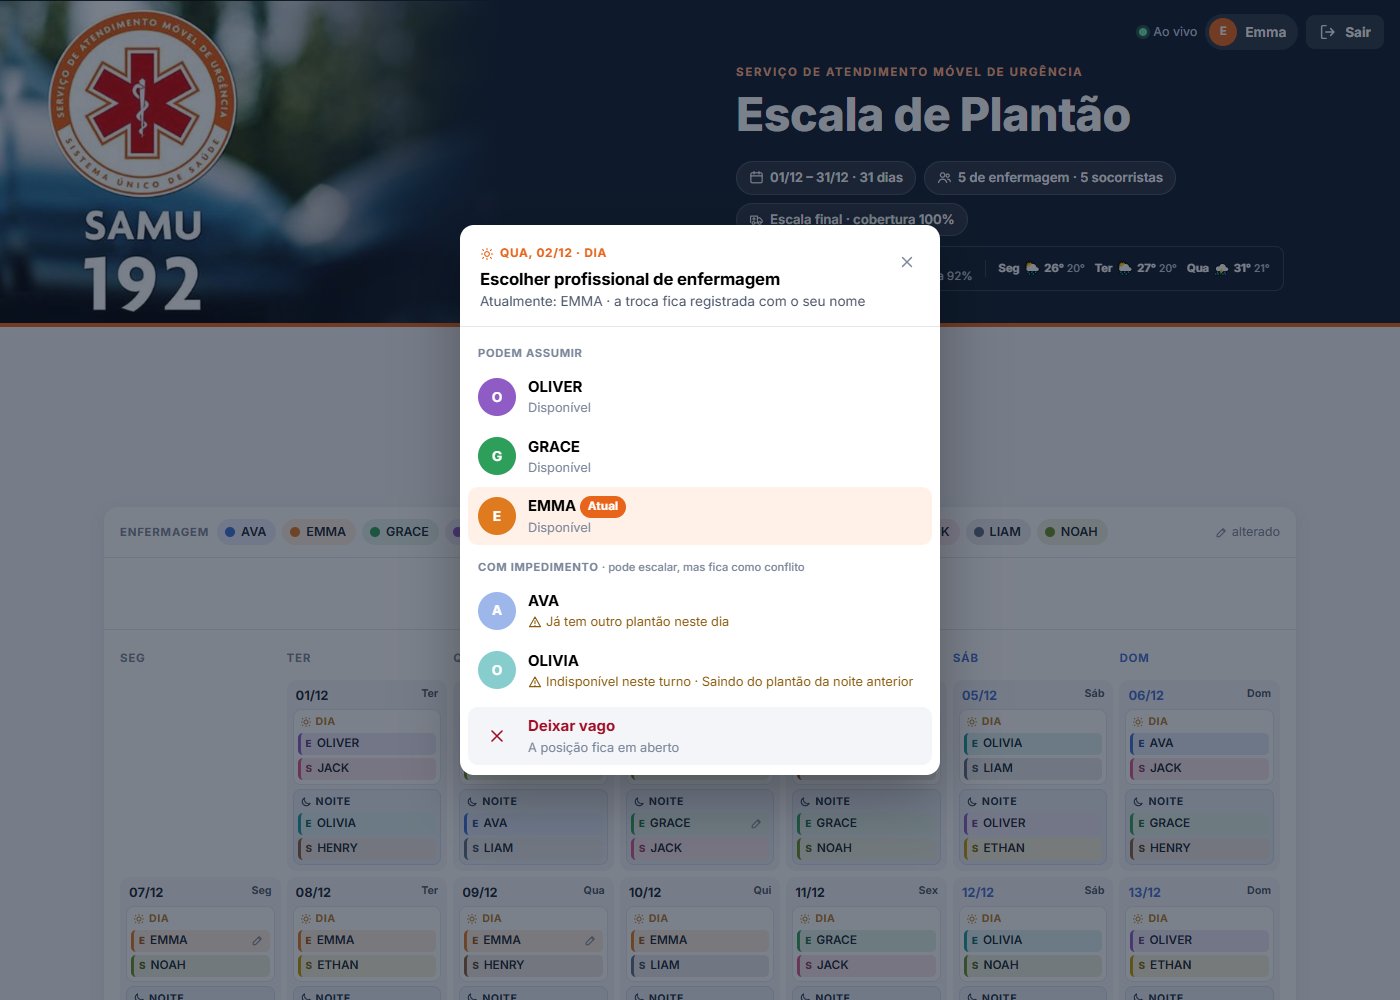 SERVIÇO DE ATENDIMENTO MÓVEL DE URGÊNCIA
SISTEMA ÚNICO DE SAÚDE
SAMU
192
Ao vivo
E Emma
Sair
SERVIÇO DE ATENDIMENTO MÓVEL DE URGÊNCIA
Escala de Plantão
01/12 – 31/12 · 31 dias
5 de enfermagem · 5 socorristas
Escala final · cobertura 100%
92% Seg 26° 20° Ter 27° 20° Qua 31° 21°
QUA, 02/12 · DIA
Escolher profissional de enfermagem
Atualmente: EMMA · a troca fica registrada com o seu nome
PODEM ASSUMIR
O OLIVER
Disponível
G GRACE
Disponível
E EMMA Atual
Disponível
COM IMPEDIMENTO · pode escalar, mas fica como conflito
A AVA
Já tem outro plantão neste dia
O OLIVIA
Indisponível neste turno · Saindo do plantão da noite anterior
Deixar vago
A posição fica em aberto
ENFERMAGEM AVA EMMA GRACE K LIAM NOAH alterado
SEG TER SÁB DOM
01/12 Ter 05/12 Sáb 06/12 Dom
DIA DIA DIA
E OLIVER E OLIVIA E AVA
S JACK S LIAM S JACK
NOITE NOITE NOITE NOITE NOITE NOITE
E OLIVIA E AVA E GRACE E GRACE E OLIVER E GRACE
S HENRY S LIAM S JACK S NOAH S ETHAN S HENRY
07/12 Seg 08/12 Ter 09/12 Qua 10/12 Qui 11/12 Sex 12/12 Sáb 13/12 Dom
DIA DIA DIA DIA DIA DIA DIA
E EMMA E EMMA E EMMA E EMMA E GRACE E OLIVIA E OLIVER
S NOAH S ETHAN S HENRY S LIAM S JACK S NOAH S ETHAN
NOITE NOITE NOITE NOITE NOITE NOITE NOITE